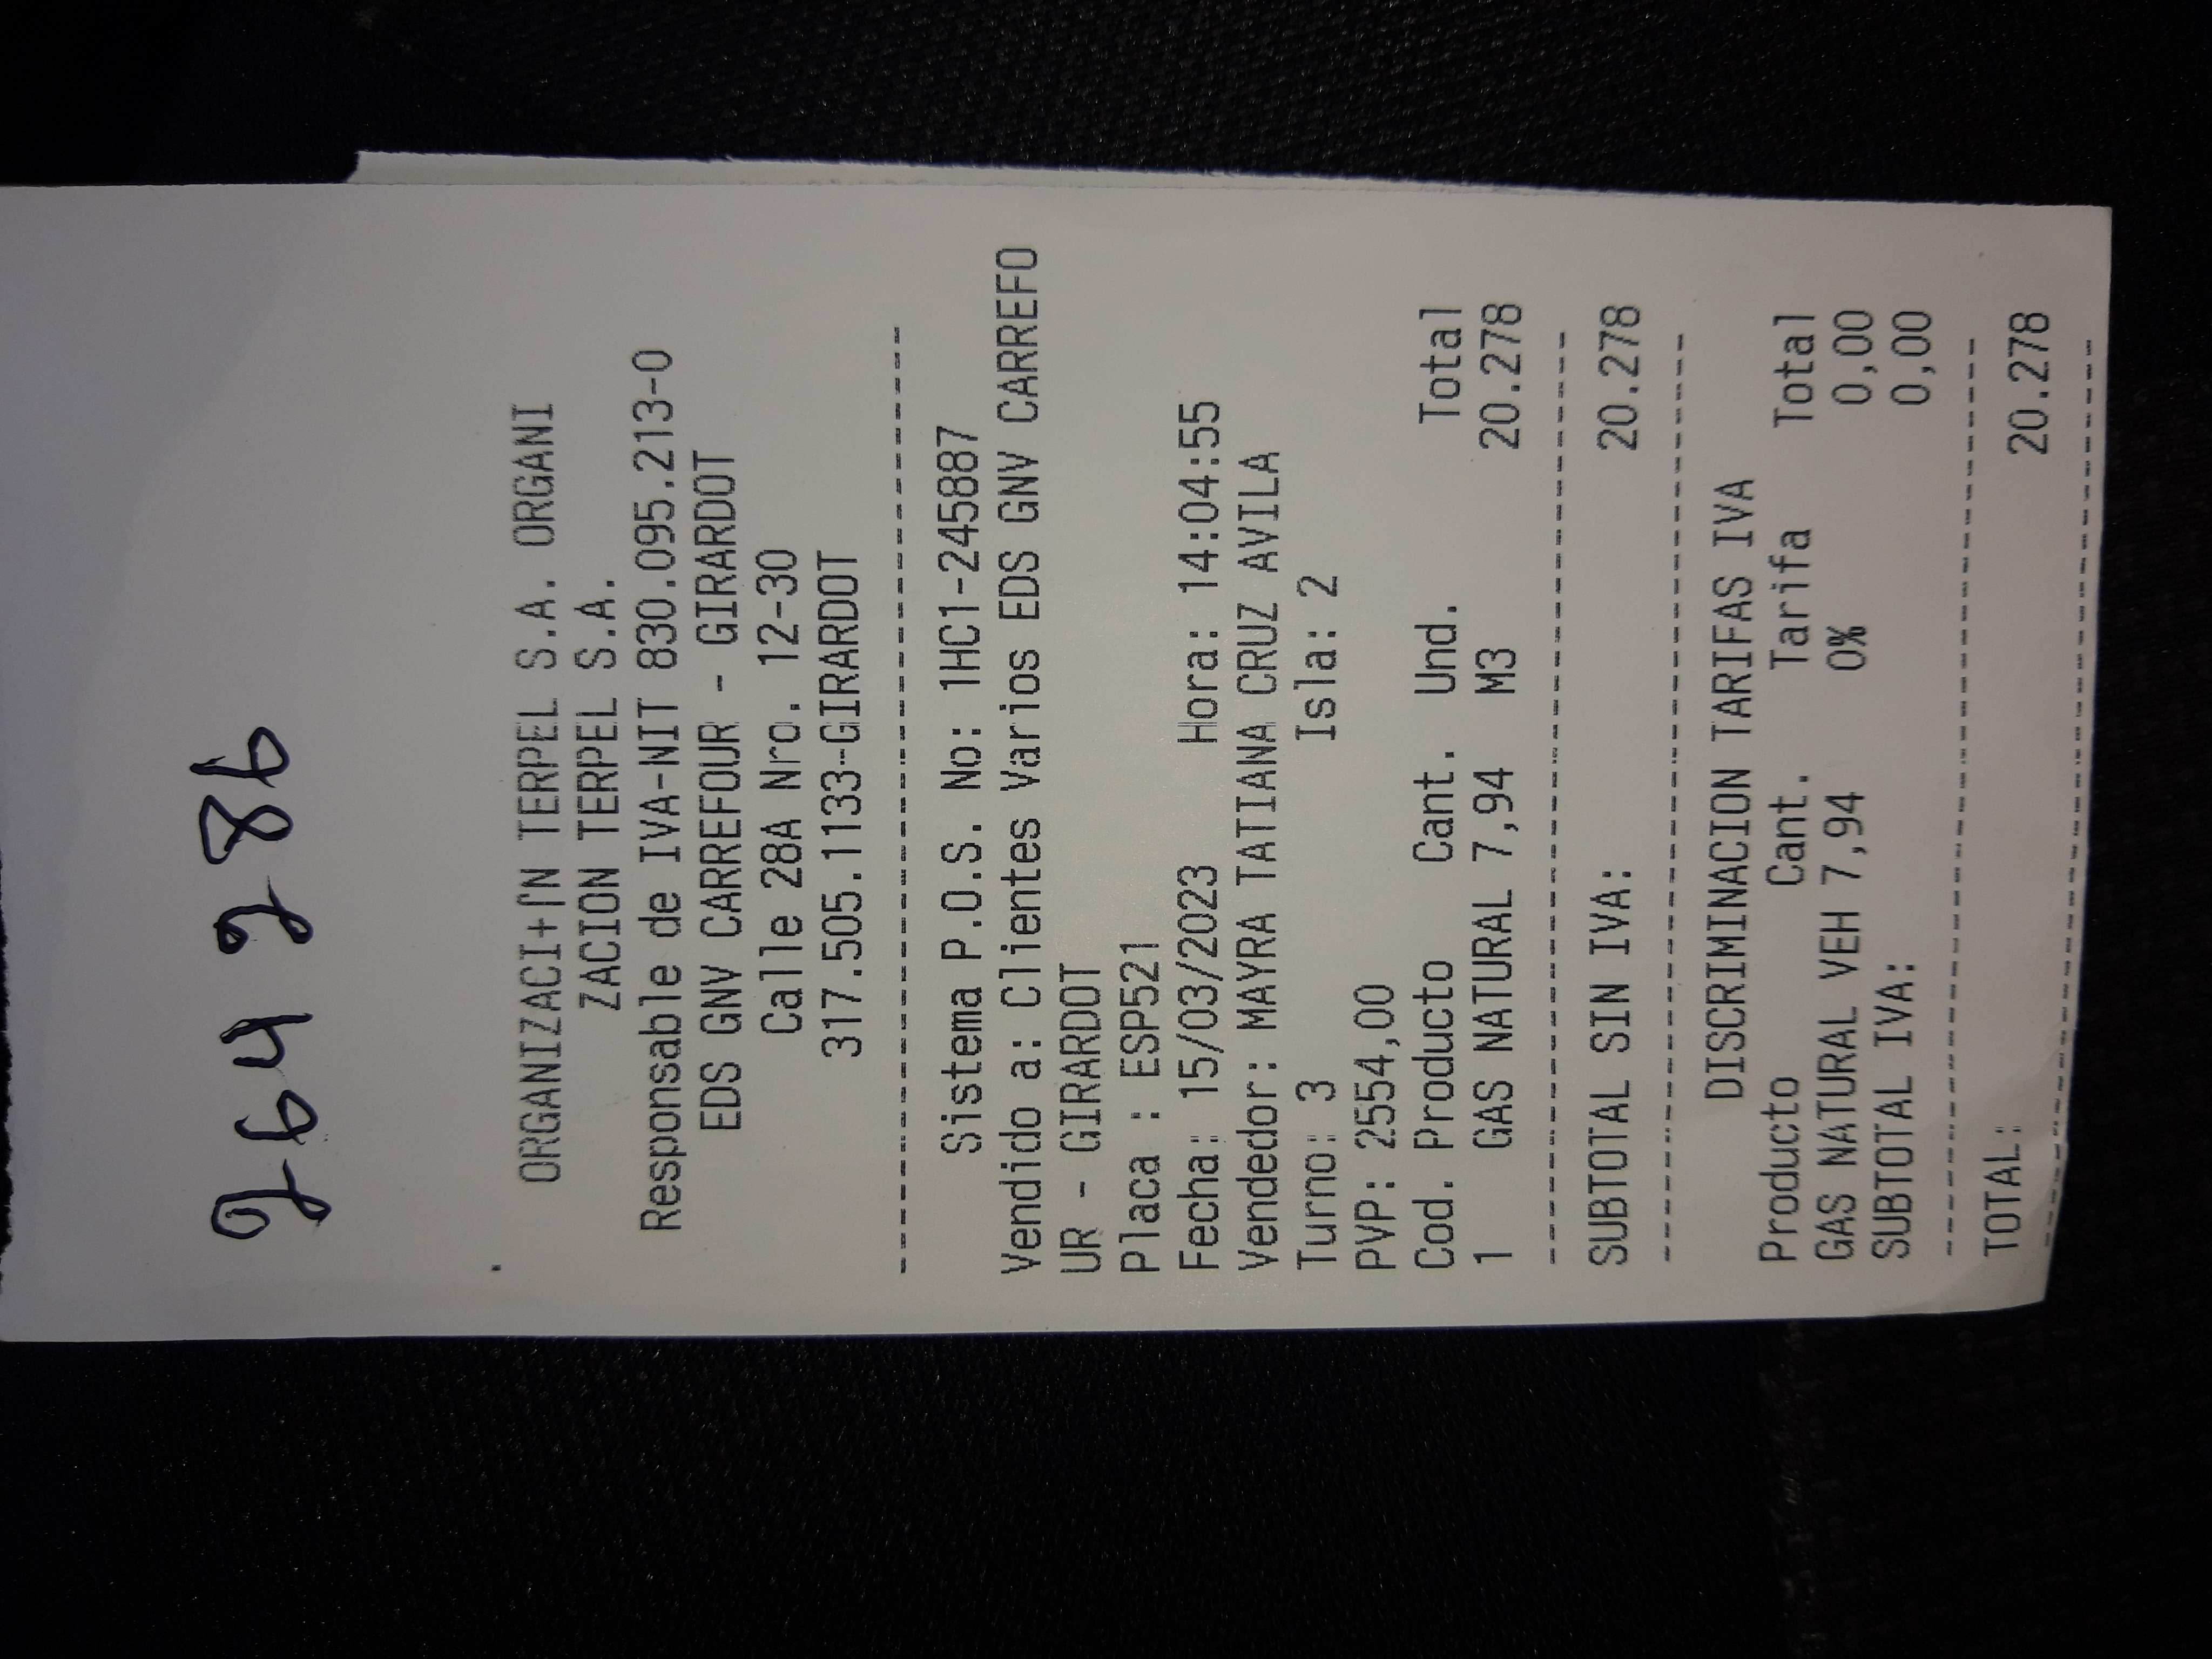 264 286
ORGANIZACI+⌈N TERPEL S.A. ORGANI
ZACION TERPEL S.A.
Responsable de IVA-NIT 830.095.213-0
EDS GNV CARREFOUR - GIRARDOT
Calle 28A Nro. 12-30
317.505.1133-GIRARDOT
Sistema P.O.S. No: 1HC1-245887
Vendido a: Clientes Varios EDS GNV CARREFO
UR - GIRARDOT
Placa : ESP521
Fecha: 15/03/2023 Hora: 14:04:55
Vendedor: MAYRA TATIANA CRUZ AVILA
Turno: 3 Isla: 2
PVP: 2554,00
Cod. Producto Cant. Und. Total
1 GAS NATURAL 7,94 M3 20.278
SUBTOTAL SIN IVA: 20.278
DISCRIMINACION TARIFAS IVA
Producto Cant. Tarifa Total
GAS NATURAL VEH 7,94 0% 0,00
SUBTOTAL IVA: 0,00
TOTAL: 20.278